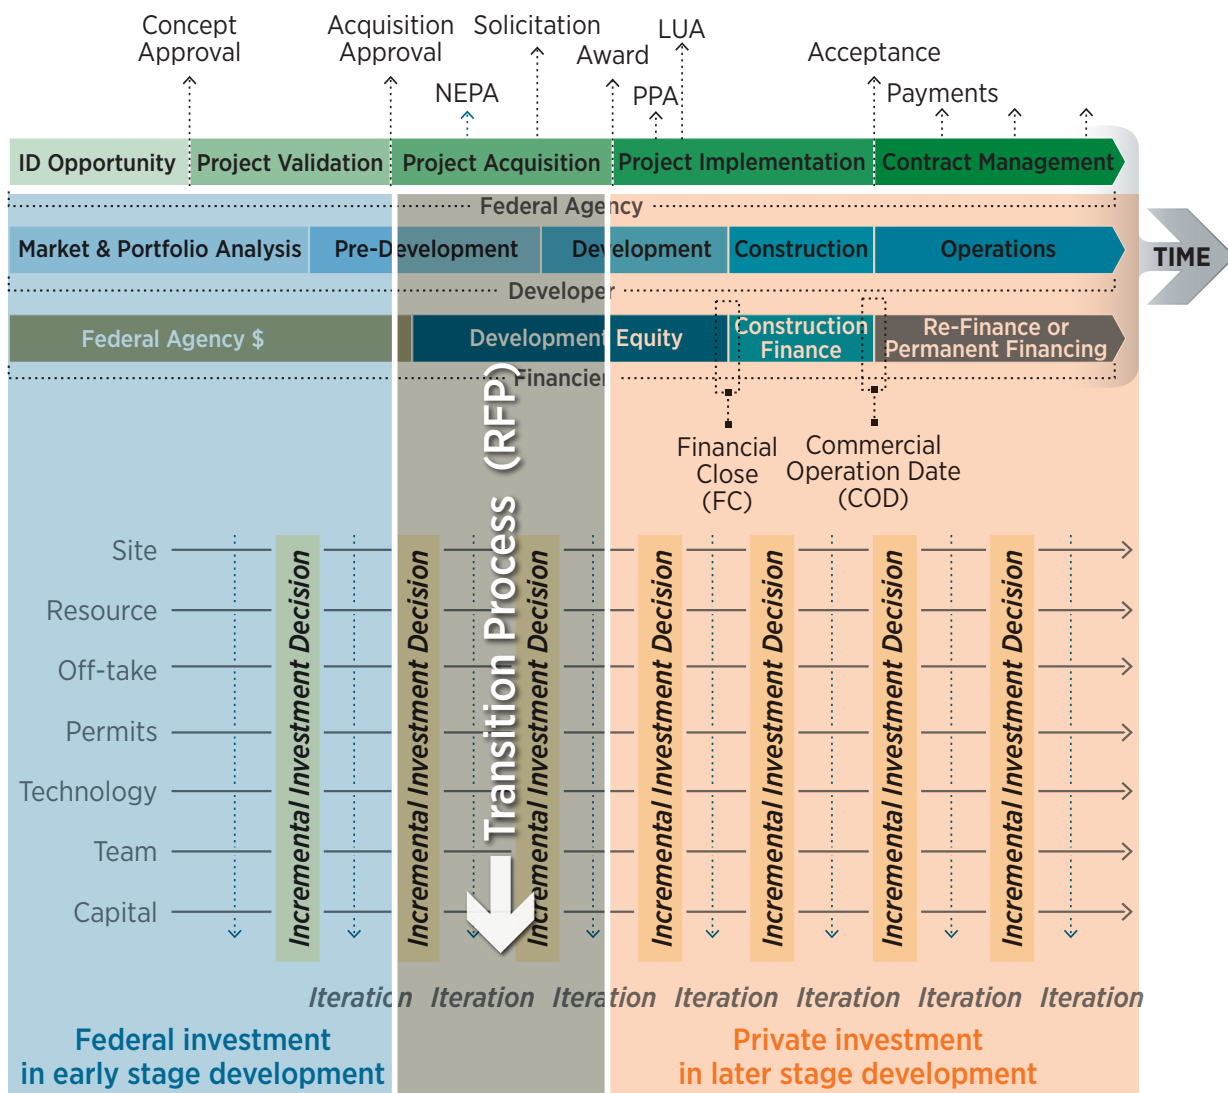 Concept
Approval
Acquisition
Approval
Solicitation
LUA
Award
Acceptance
NEPA
PPA
Payments
ID Opportunity
Project Validation
Project Acquisition
Project Implementation
Contract Management
Federal Agency
Market & Portfolio Analysis
Pre-Development
Development
Construction
Operations
TIME
Developer
Federal Agency $
Development Equity
Construction
Finance
Re-Finance or
Permanent Financing
Financier
Transition Process (RFP)
Financial
Close
(FC)
Commercial
Operation Date
(COD)
Site
Resource
Off-take
Permits
Technology
Team
Capital
Incremental Investment Decision
Incremental Investment Decision
Incremental Investment Decision
Incremental Investment Decision
Incremental Investment Decision
Incremental Investment Decision
Incremental Investment Decision
Iteration
Iteration
Iteration
Iteration
Iteration
Iteration
Iteration
Federal investment
in early stage development
Private investment
in later stage development